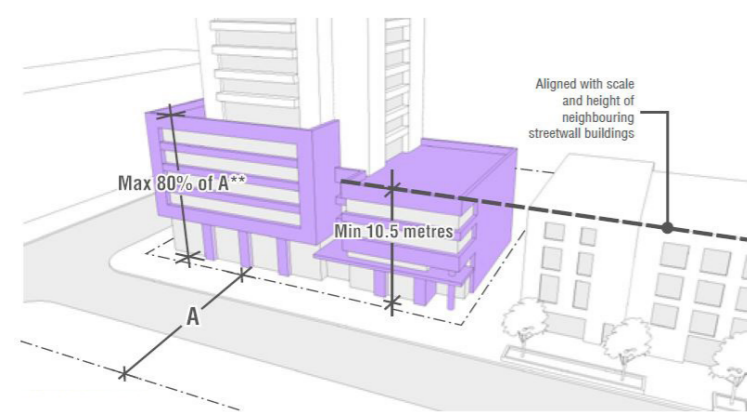 Aligned with scale
and height of
neighbouring
streetwall buildings
Max 80% of A**
Min 10.5 metres
A